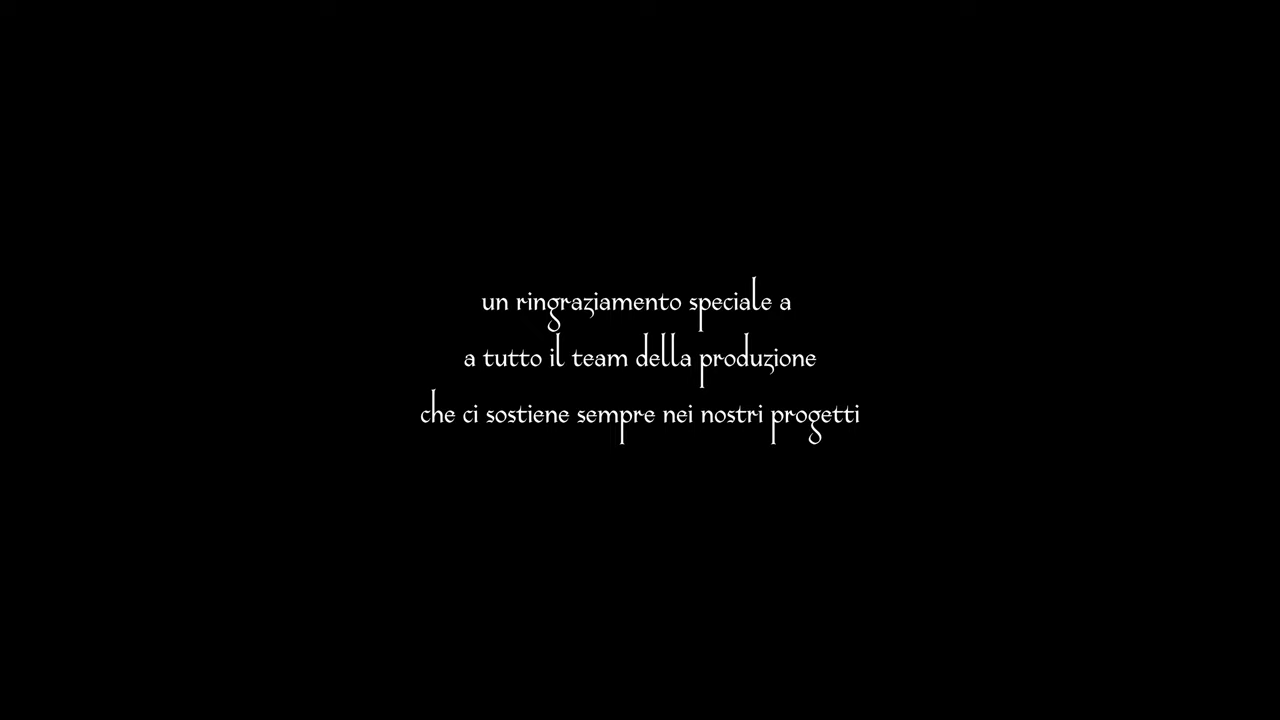 un ringraziamento speciale a
a tutto il team della produzione
che ci sostiene sempre nei nostri progetti